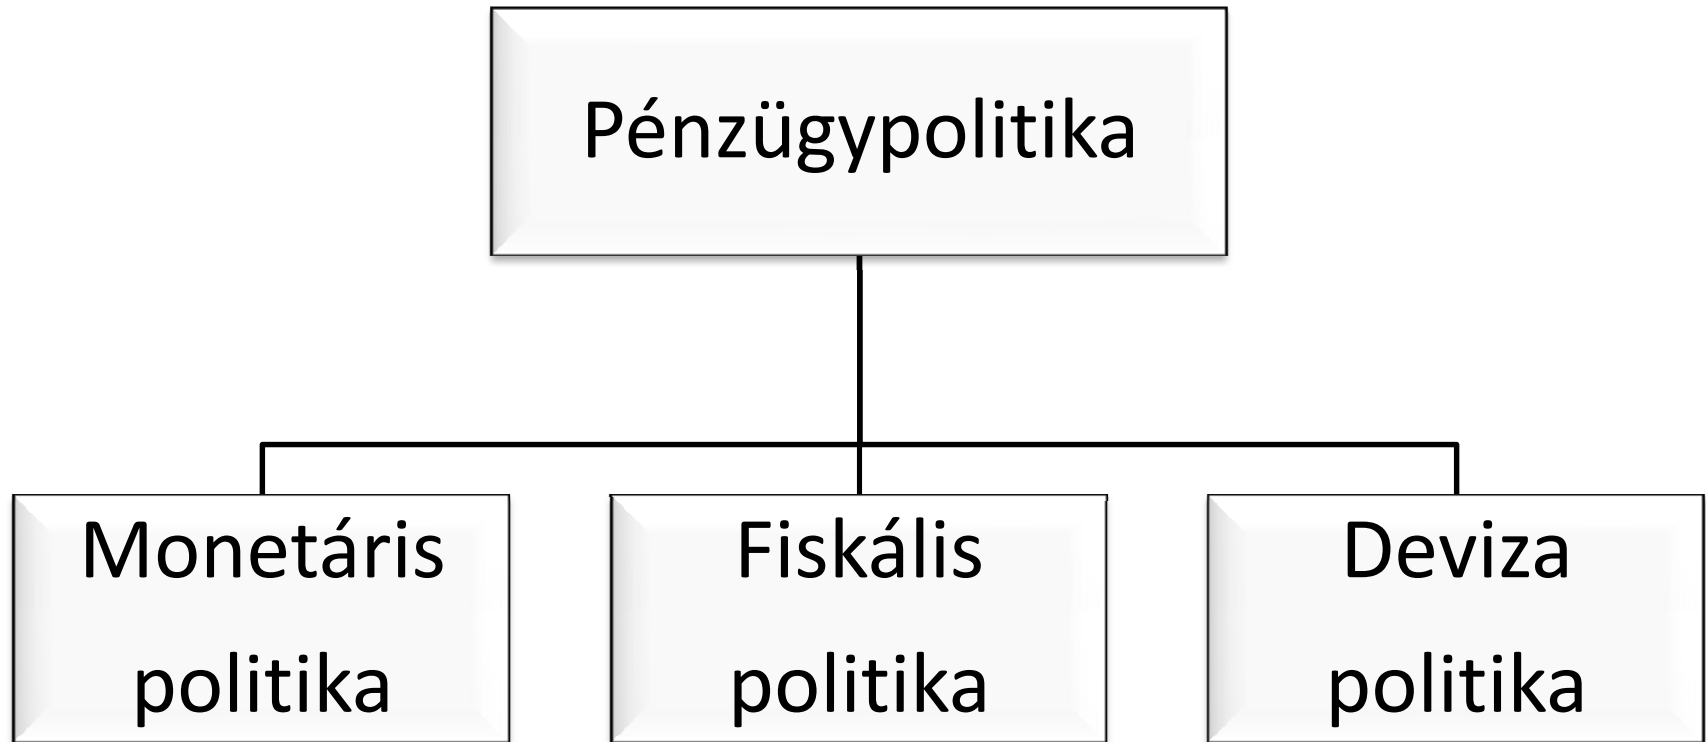 Pénzügypolitika
Monetáris
politika
Fiskális
politika
Deviza
politika